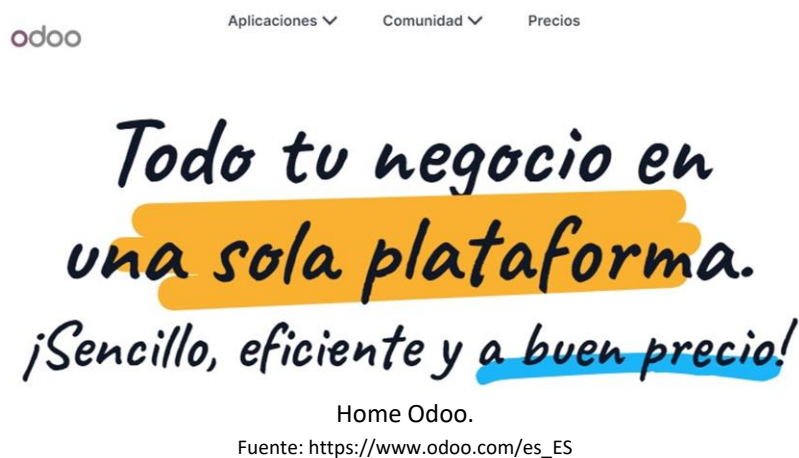 odoo
Aplicaciones Comunidad Precios
Todo tu negocio en
una sola plataforma.
¡Sencillo, eficiente y a buen precio!
Home Odoo.
Fuente: https://www.odoo.com/es_ES